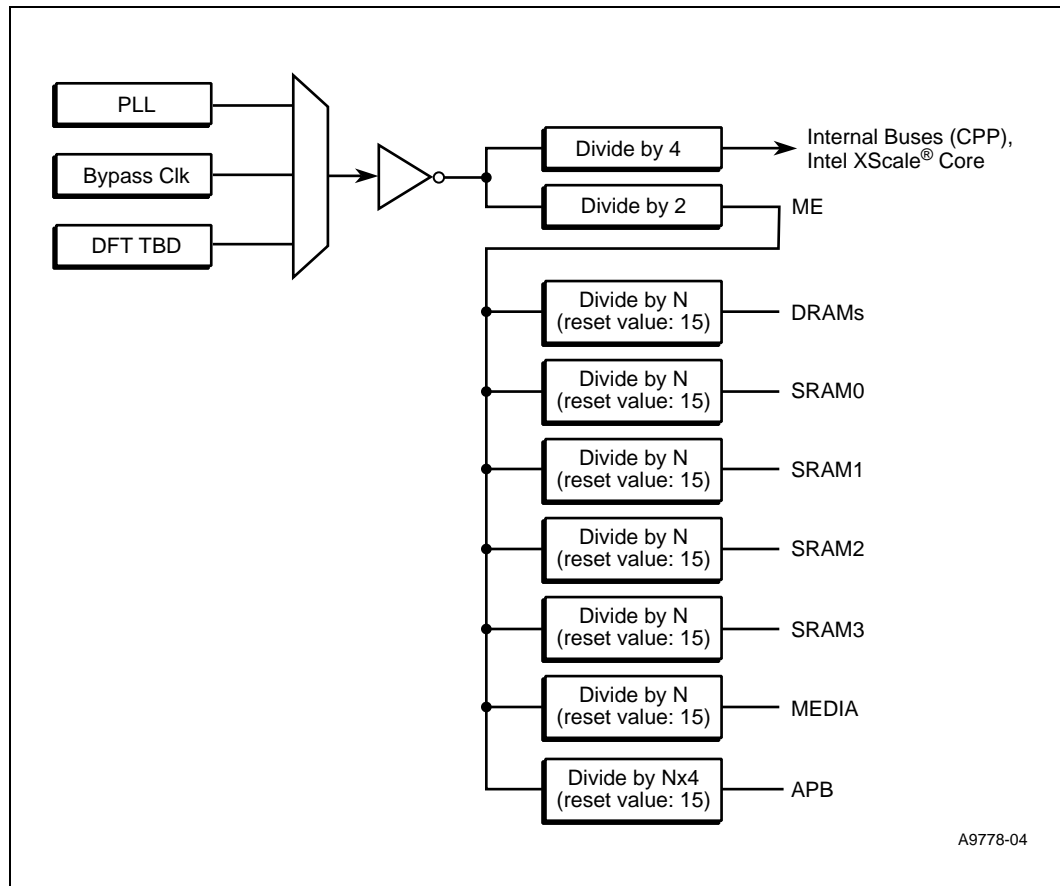 PLL
Bypass Clk
DFT TBD
Divide by 4
Internal Buses (CPP),
Intel XScale® Core
Divide by 2
ME
Divide by N
(reset value: 15)
DRAMs
Divide by N
(reset value: 15)
SRAM0
Divide by N
(reset value: 15)
SRAM1
Divide by N
(reset value: 15)
SRAM2
Divide by N
(reset value: 15)
SRAM3
Divide by N
(reset value: 15)
MEDIA
Divide by Nx4
(reset value: 15)
APB
A9778-04